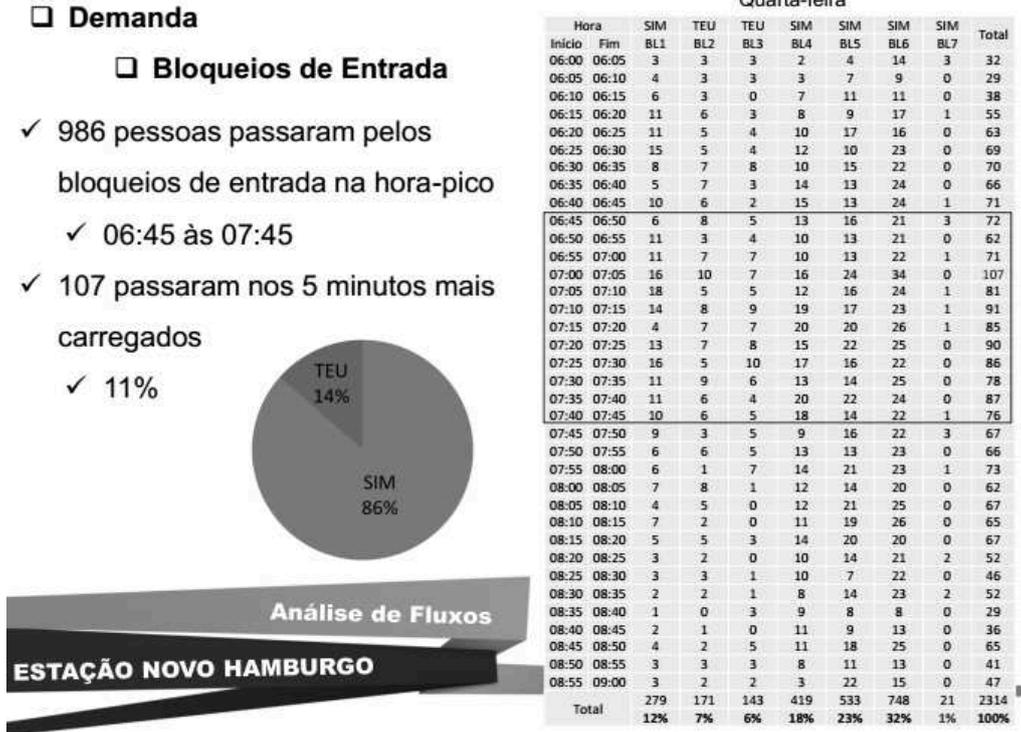 ❑ Demanda
❑ Bloqueios de Entrada
✓ 986 pessoas passaram pelos
bloqueios de entrada na hora-pico
✓ 06:45 às 07:45
✓ 107 passaram nos 5 minutos mais
carregados
✓ 11%
TEU
14%
SIM
86%
Análise de Fluxos
ESTAÇÃO NOVO HAMBURGO
Quarta-feira
Hora SIM TEU TEU SIM SIM SIM SIM Total
Início Fim BL1 BL2 BL3 BL4 BL5 BL6 BL7
06:00 06:05 3 3 3 2 4 14 3 32
06:05 06:10 4 3 3 3 7 9 0 29
06:10 06:15 6 3 0 7 11 11 0 38
06:15 06:20 11 6 3 8 9 17 1 55
06:20 06:25 11 5 4 10 17 16 0 63
06:25 06:30 15 5 4 12 10 23 0 69
06:30 06:35 8 7 8 10 15 22 0 70
06:35 06:40 5 7 3 14 13 24 0 66
06:40 06:45 10 6 2 15 13 24 1 71
06:45 06:50 6 8 5 13 16 21 3 72
06:50 06:55 11 3 4 10 13 21 0 62
06:55 07:00 11 7 7 10 13 22 1 71
07:00 07:05 16 10 7 16 24 34 0 107
07:05 07:10 18 5 5 12 16 24 1 81
07:10 07:15 14 8 9 19 17 23 1 91
07:15 07:20 4 7 7 20 20 26 1 85
07:20 07:25 13 7 8 15 22 25 0 90
07:25 07:30 16 5 10 17 16 22 0 86
07:30 07:35 11 9 6 13 14 25 0 78
07:35 07:40 11 6 4 20 22 24 0 87
07:40 07:45 10 6 5 18 14 22 1 76
07:45 07:50 9 3 5 9 16 22 3 67
07:50 07:55 6 6 5 13 13 23 0 66
07:55 08:00 6 1 7 14 21 23 1 73
08:00 08:05 7 8 1 12 14 20 0 62
08:05 08:10 4 5 0 12 21 25 0 67
08:10 08:15 7 2 0 11 19 26 0 65
08:15 08:20 5 5 3 14 20 20 0 67
08:20 08:25 3 2 0 10 14 21 2 52
08:25 08:30 3 3 1 10 7 22 0 46
08:30 08:35 2 2 1 8 14 23 2 52
08:35 08:40 1 0 3 9 8 8 0 29
08:40 08:45 2 1 0 11 9 13 0 36
08:45 08:50 4 2 5 11 18 25 0 65
08:50 08:55 3 3 3 8 11 13 0 41
08:55 09:00 3 2 2 3 22 15 0 47
Total 279 171 143 419 533 748 21 2314
12% 7% 6% 18% 23% 32% 1% 100%